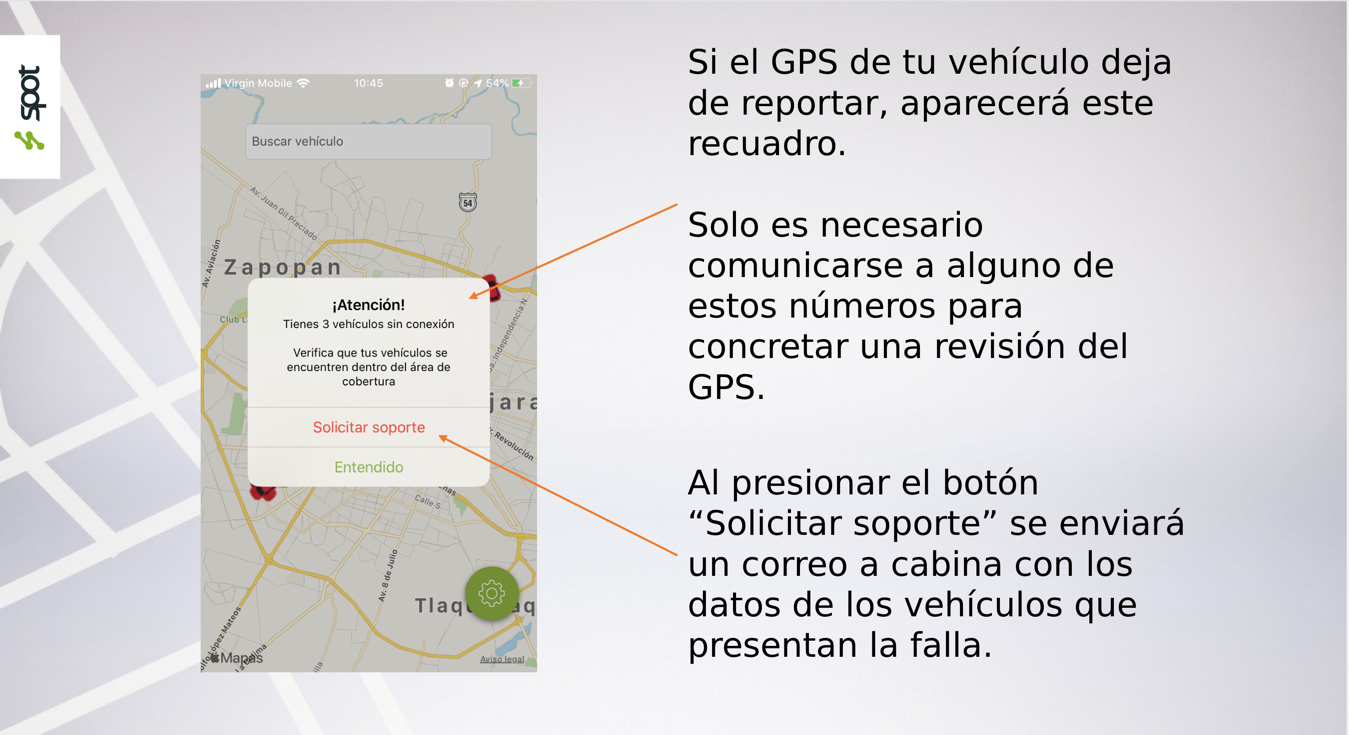 spot
Virgin Mobile 10:45 54%
Buscar vehículo
54
Av. Juan Gil Preciado
Av. Aviación
Zapopan
Club L
¡Atención!
Tienes 3 vehículos sin conexión
Verifica que tus vehículos se
encuentren dentro del área de
cobertura
Solicitar soporte
Entendido
da. Independencia N.
jara
v. Revolución
Calle 5
Av. 8 de Julio
Tlaq aq
olfo López Mateos
Mapas
Aviso legal
Si el GPS de tu vehículo deja
de reportar, aparecerá este
recuadro.
Solo es necesario
comunicarse a alguno de
estos números para
concretar una revisión del
GPS.
Al presionar el botón
“Solicitar soporte” se enviará
un correo a cabina con los
datos de los vehículos que
presentan la falla.